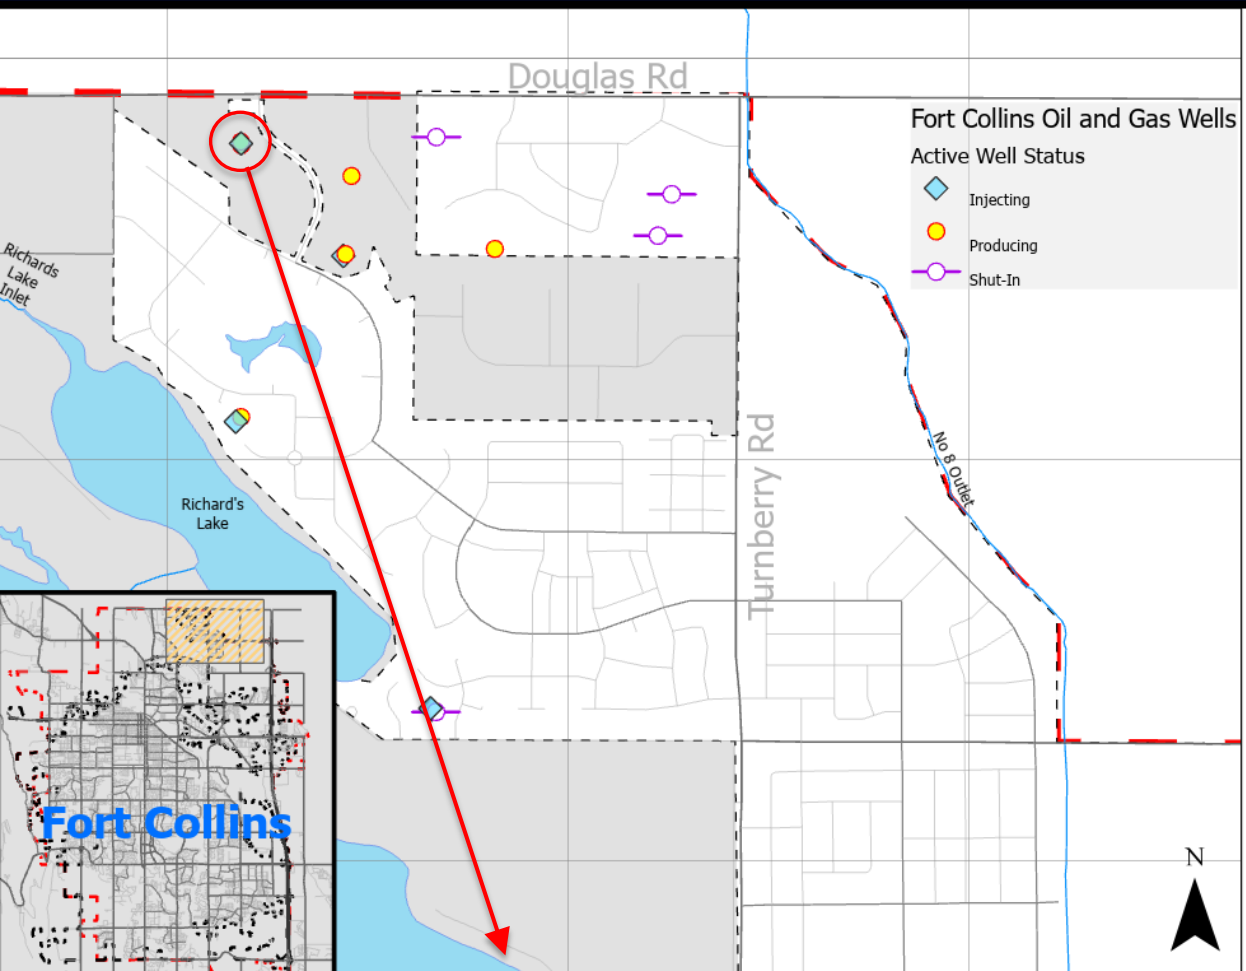 Douglas Rd
Fort Collins Oil and Gas Wells
Active Well Status
Injecting
Producing
Shut-In
Richards
Lake
Inlet
Richard's
Lake
No 8 Outlet
Turnberry Rd
Fort Collins
N